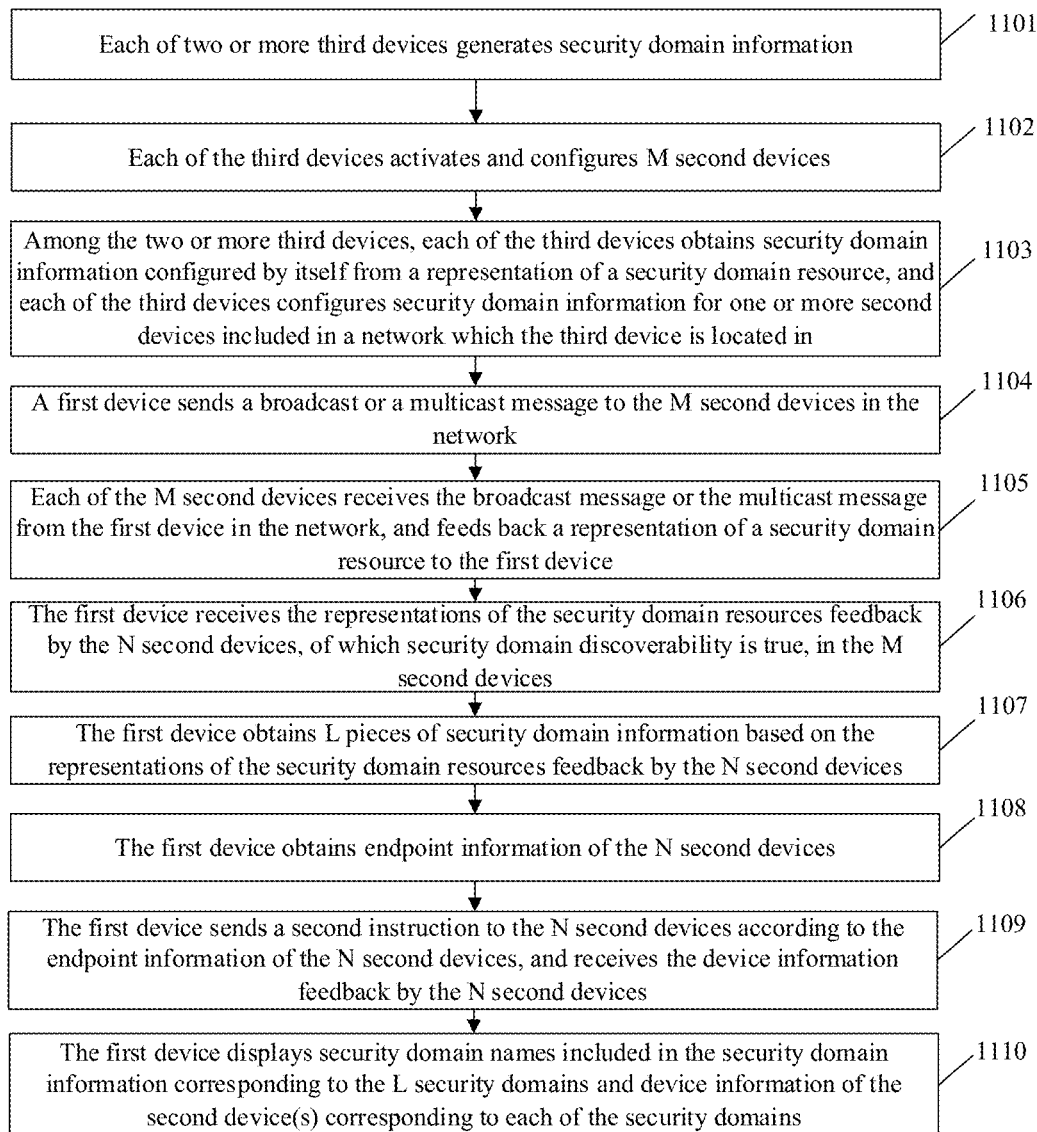 1101
Each of two or more third devices generates security domain information
1102
Each of the third devices activates and configures M second devices
1103
Among the two or more third devices, each of the third devices obtains security domain
information configured by itself from a representation of a security domain resource, and
each of the third devices configures security domain information for one or more second
devices included in a network which the third device is located in
1104
A first device sends a broadcast or a multicast message to the M second devices in the
network
1105
Each of the M second devices receives the broadcast message or the multicast message
from the first device in the network, and feeds back a representation of a security domain
resource to the first device
1106
The first device receives the representations of the security domain resources feedback
by the N second devices, of which security domain discoverability is true, in the M
second devices
1107
The first device obtains L pieces of security domain information based on the
representations of the security domain resources feedback by the N second devices
1108
The first device obtains endpoint information of the N second devices
1109
The first device sends a second instruction to the N second devices according to the
endpoint information of the N second devices, and receives the device information
feedback by the N second devices
1110
The first device displays security domain names included in the security domain
information corresponding to the L security domains and device information of the
second device(s) corresponding to each of the security domains